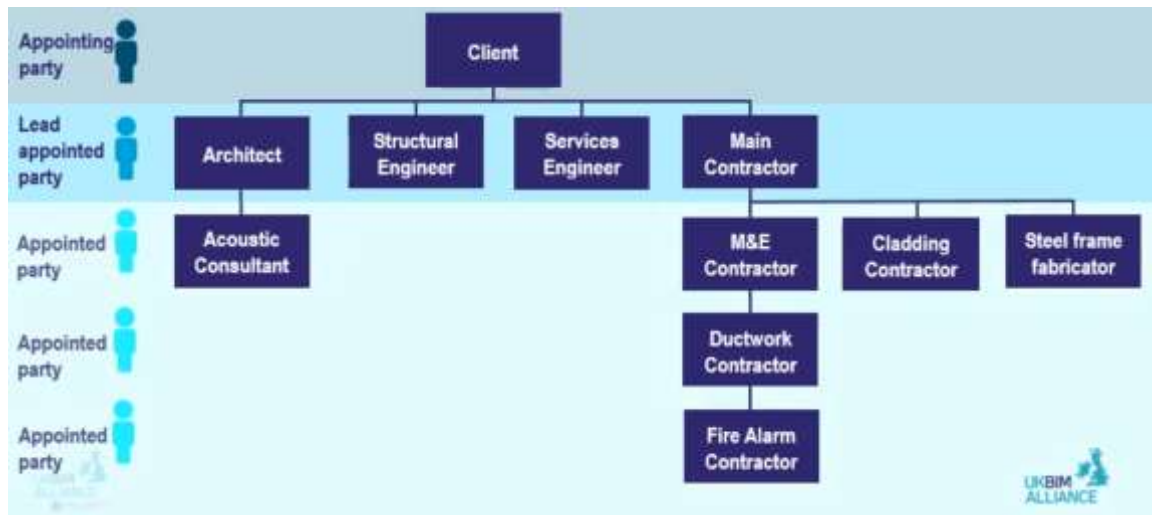 Appointing
party
Client
Lead
appointed
party
Architect
Structural
Engineer
Services
Engineer
Main
Contractor
Appointed
party
Acoustic
Consultant
M&E
Contractor
Cladding
Contractor
Steel frame
fabricator
Appointed
party
Ductwork
Contractor
Appointed
party
Fire Alarm
Contractor
ALLIANCE
UKBIM
ALLIANCE